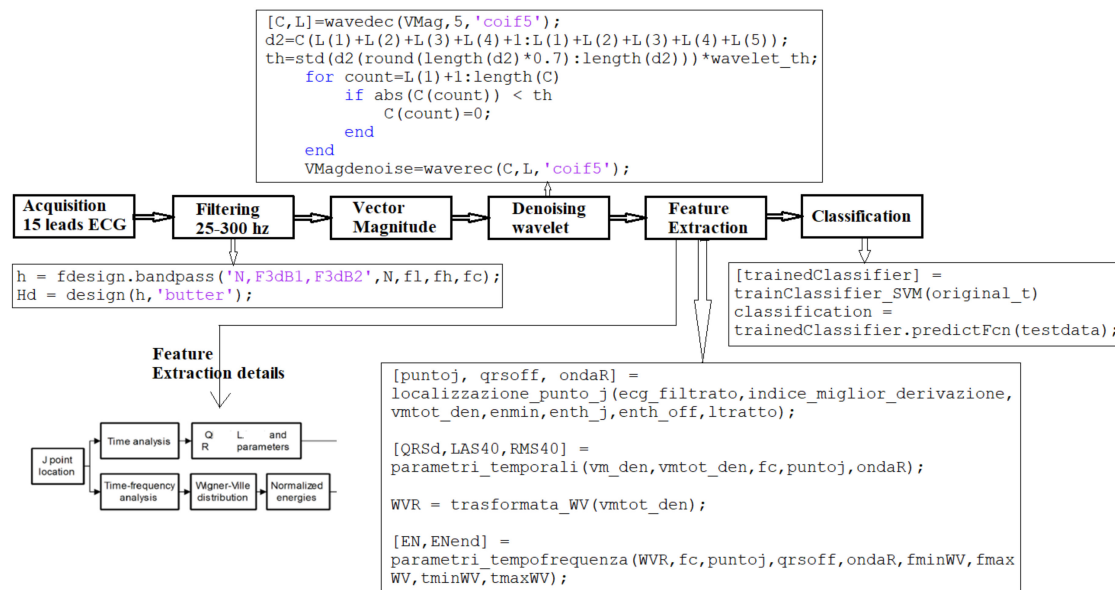 [C,L]=wavedec(VMag,5,'coif5');
d2=C(L(1)+L(2)+L(3)+L(4)+1:L(1)+L(2)+L(3)+L(4)+L(5));
th=std(d2(round(length(d2)*0.7):length(d2)))*wavelet_th;
for count=L(1)+1:length(C)
if abs(C(count)) < th
C(count)=0;
end
end
VMagdenoise=waverec(C,L,'coif5');
Acquisition
15 leads ECG
Filtering
25-300 hz
Vector
Magnitude
Denoising
wavelet
Feature
Extraction
Classification
h = fdesign.bandpass('N,F3dB1,F3dB2',N,fl,fh,fc);
Hd = design(h,'butter');
[trainedClassifier] =
trainClassifier_SVM(original_t)
classification =
trainedClassifier.predictFcn(testdata);
Feature
Extraction details
J point
location
Time analysis
Q L and
R parameters
Time-frequency
analysis
Wigner-Ville
distribution
Normalized
energies
[puntoj, qrsoff, ondaR] =
localizzazione_punto_j(ecg_filtrato,indice_miglior_derivazione,
vmtot_den,enmin,enth_j,enth_off,ltratto);
[QRSd,LAS40,RMS40] =
parametri_temporali(vm_den,vmtot_den,fc,puntoj,ondaR);
WVR = trasformata_WV(vmtot_den);
[EN,ENend] =
parametri_tempofrequenza(WVR,fc,puntoj,qrsoff,ondaR,fminWV,fmax
WV,tminWV,tmaxWV);